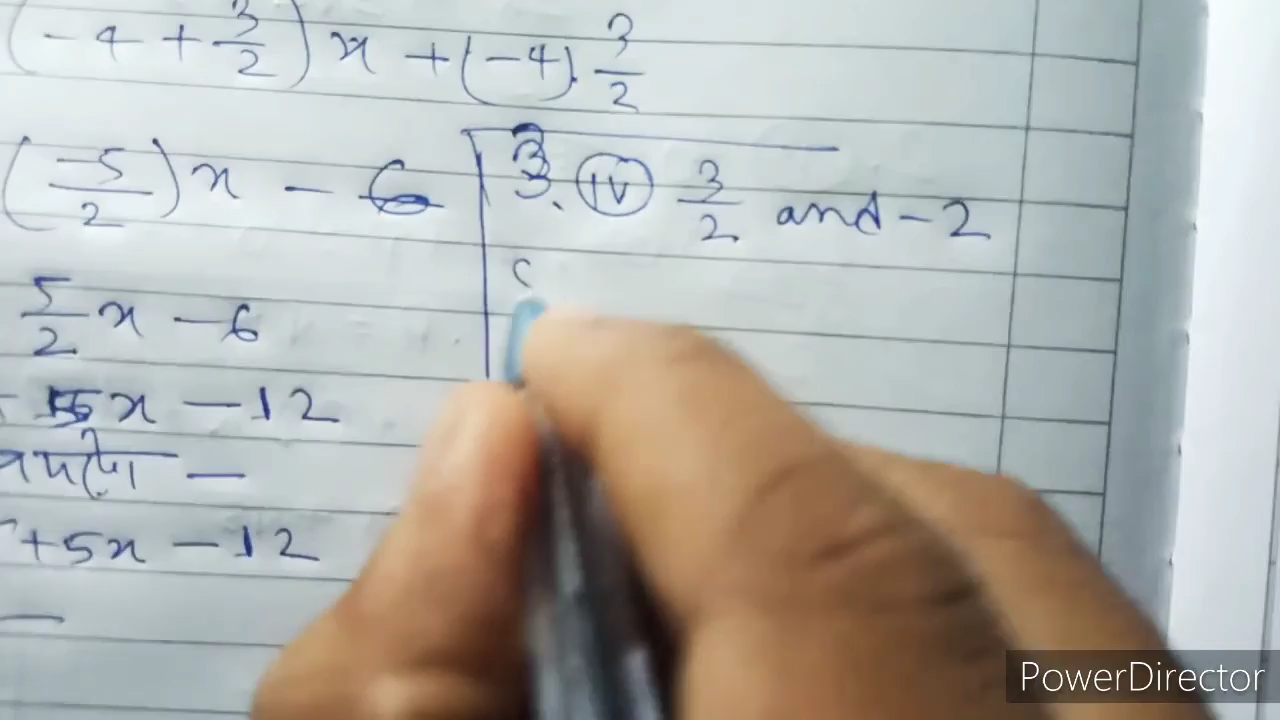 (-4 + 3/2) x + (-4) . 3/2
(-5/2) x - 6
5/2 x - 6
5x - 12
-
+5x - 12
-
3. (iv) 3/2 and -2
PowerDirector